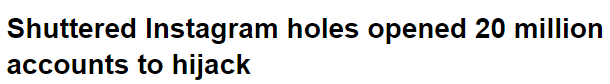 Shuttered Instagram holes opened 20 million
accounts to hijack